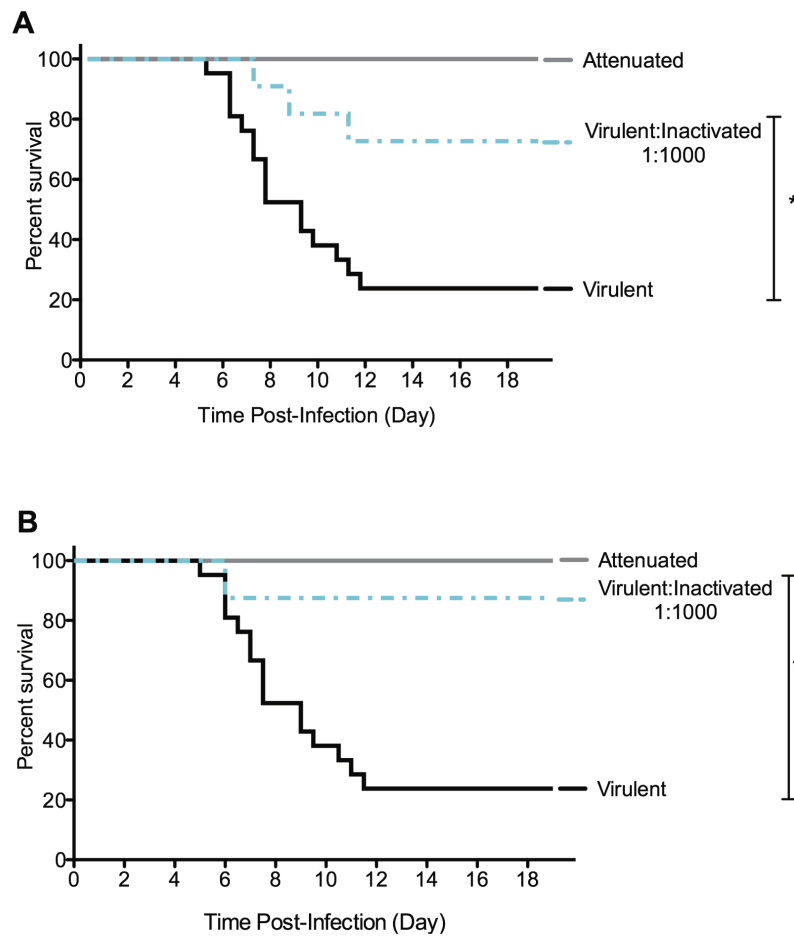 A
100
80
60
40
20
0
Percent survival
0 2 4 6 8 10 12 14 16 18
Time Post-Infection (Day)
Attenuated
Virulent:Inactivated
1:1000
Virulent
*
B
100
80
60
40
20
0
Percent survival
0 2 4 6 8 10 12 14 16 18
Time Post-Infection (Day)
Attenuated
Virulent:Inactivated
1:1000
Virulent